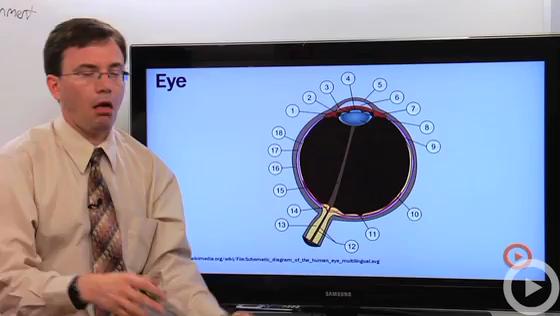 nment
Eye
4
3 5
2 6
1 7
18 8
17 9
16
15
14 10
13 11
12
wikimedia.org/wiki/File:Schematic_diagram_of_the_human_eye_multilingual.svg
SAMSUNG